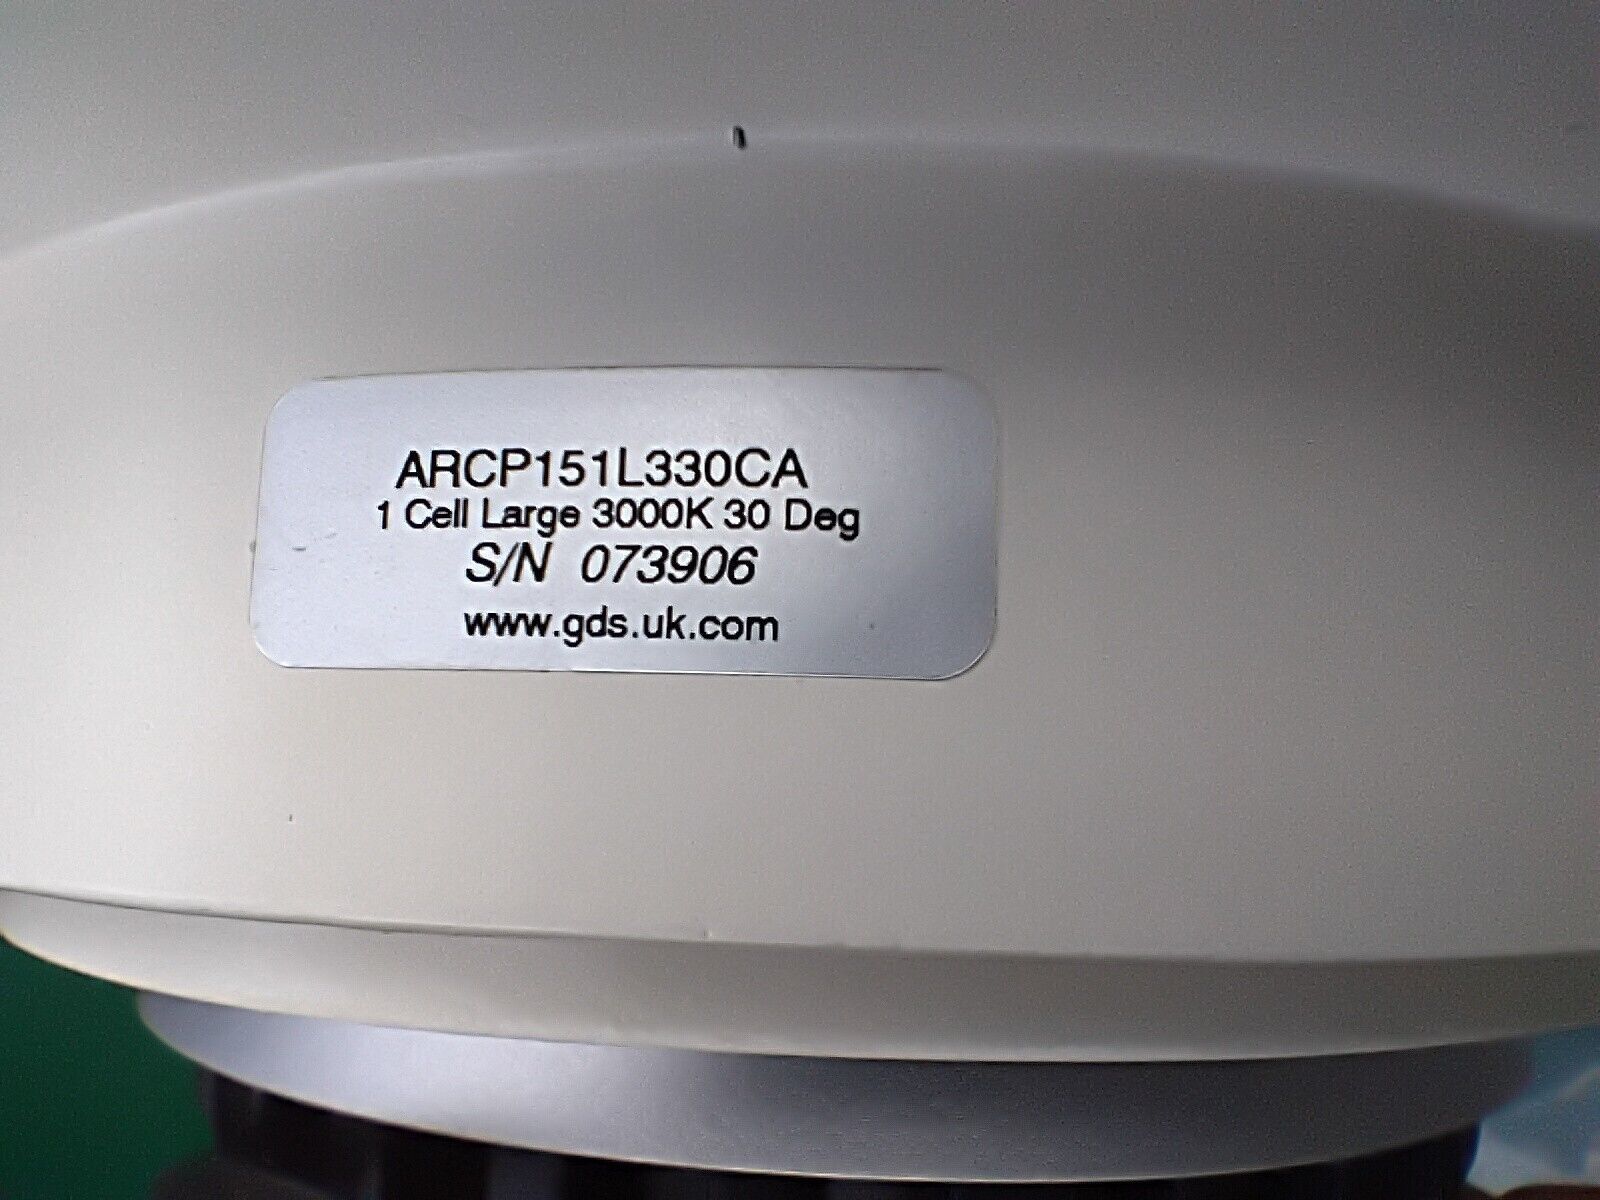 ARCP151L330CA
1 Cell Large 3000K 30 Deg
S/N 073906
www.gds.uk.com